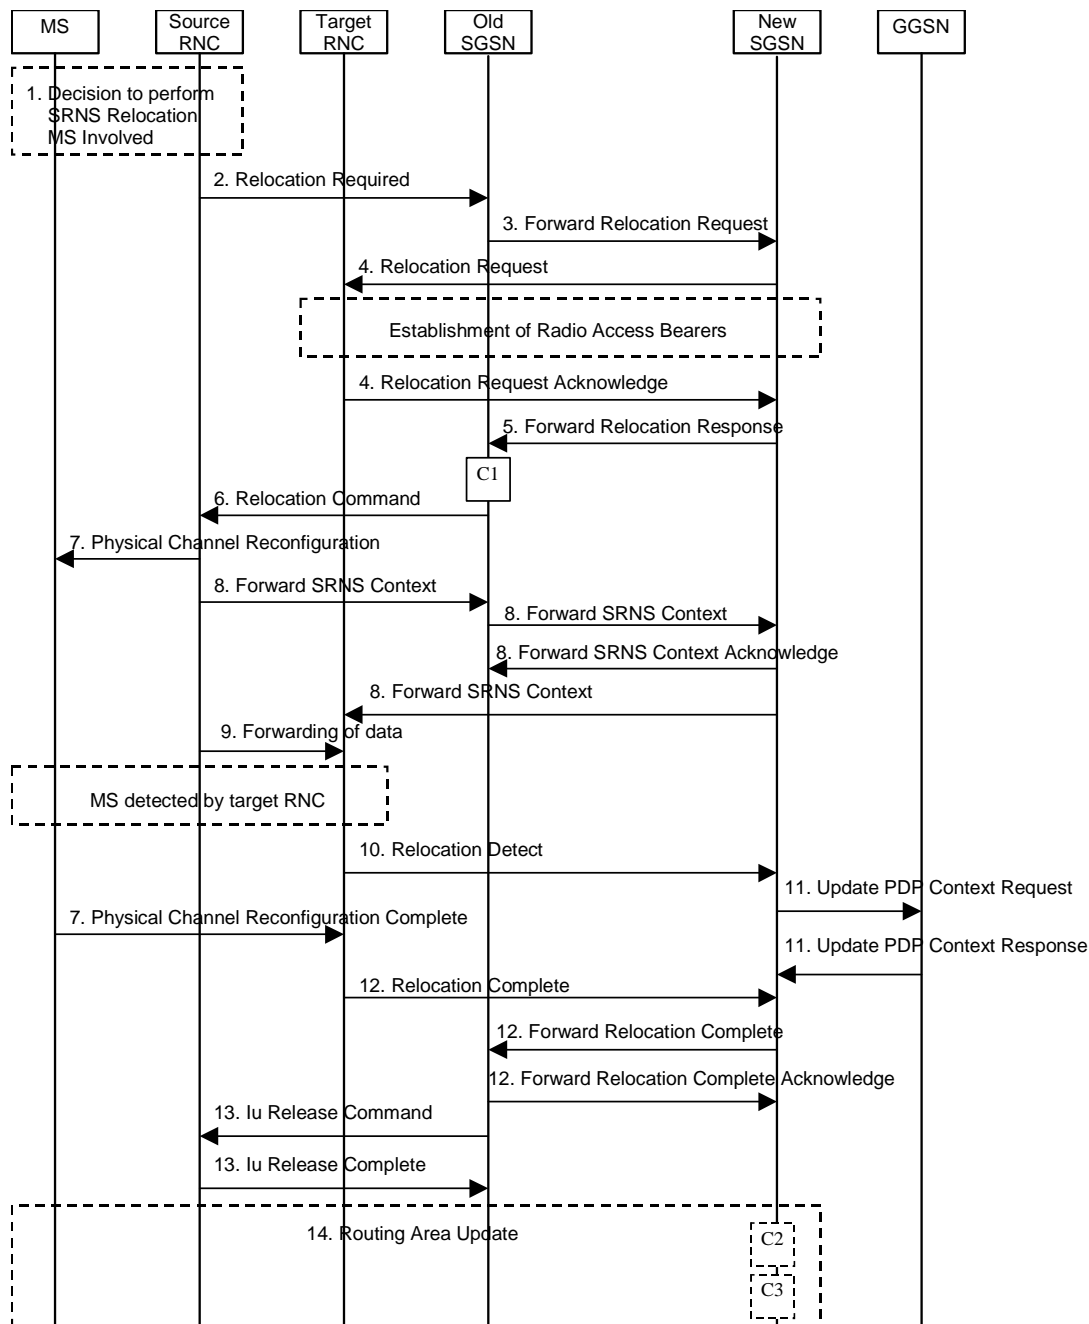 MS
Source
RNC
Target
RNC
Old
SGSN
New
SGSN
GGSN
1. Decision to perform
SRNS Relocation
MS Involved
2. Relocation Required
3. Forward Relocation Request
4. Relocation Request
Establishment of Radio Access Bearers
4. Relocation Request Acknowledge
5. Forward Relocation Response
C1
6. Relocation Command
7. Physical Channel Reconfiguration
8. Forward SRNS Context
8. Forward SRNS Context
8. Forward SRNS Context Acknowledge
8. Forward SRNS Context
9. Forwarding of data
MS detected by target RNC
10. Relocation Detect
11. Update PDP Context Request
7. Physical Channel Reconfiguration Complete
11. Update PDP Context Response
12. Relocation Complete
12. Forward Relocation Complete
12. Forward Relocation Complete Acknowledge
13. Iu Release Command
13. Iu Release Complete
14. Routing Area Update
C2
C3